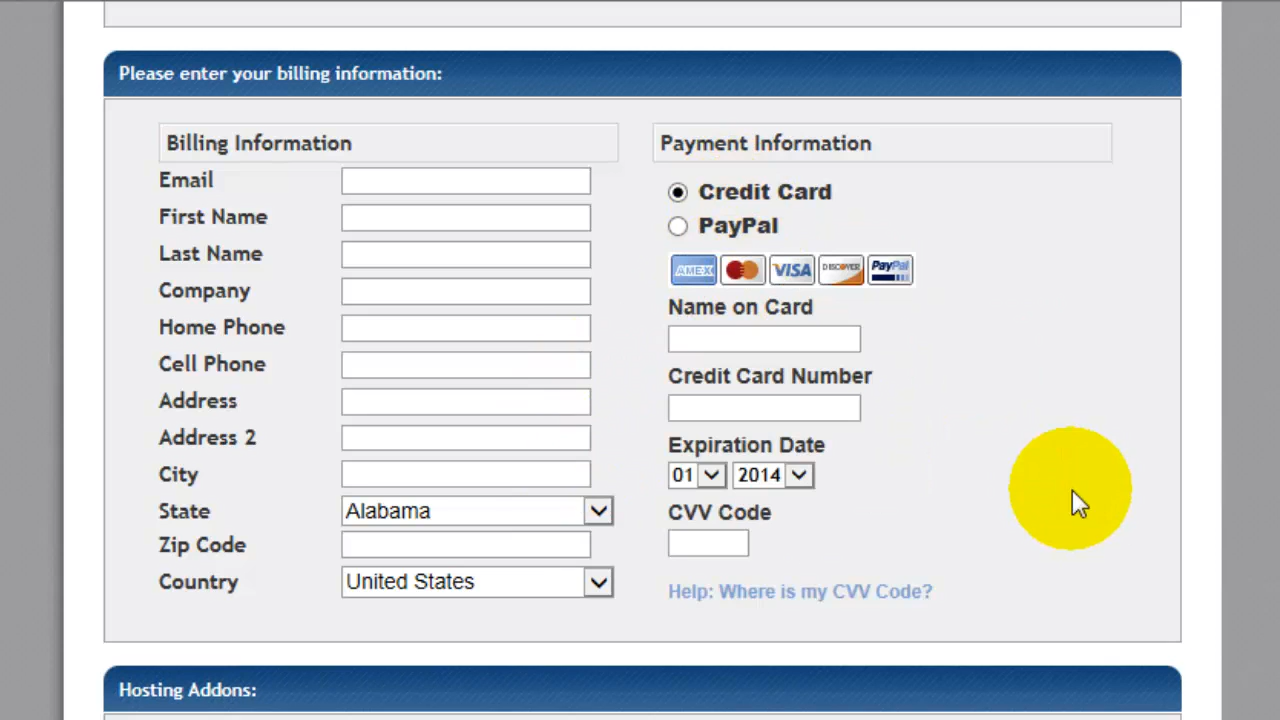 Please enter your billing information:
Billing Information
Email
First Name
Last Name
Company
Home Phone
Cell Phone
Address
Address 2
City
State
Alabama
Zip Code
Country
United States
Payment Information
Credit Card
PayPal
AMEX VISA DISCOVER PayPal
Name on Card
Credit Card Number
Expiration Date
01 2014
CVV Code
Help: Where is my CVV Code?
Hosting Addons: